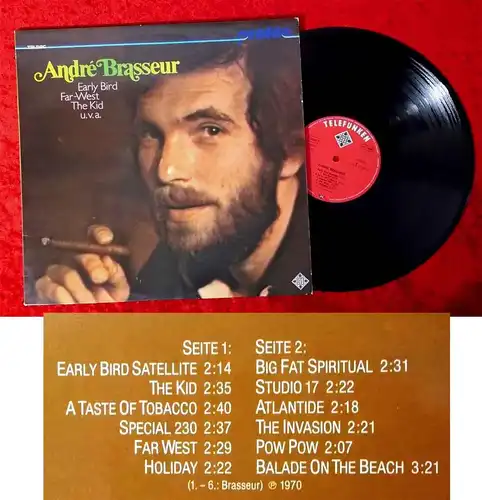 André Brasseur
Early Bird
Far-West
The Kid
u.v.a.
TELEFUNKEN
SEITE 1:
EARLY BIRD SATELLITE 2:14
THE KID 2:35
A TASTE OF TOBACCO 2:40
SPECIAL 230 2:37
FAR WEST 2:29
HOLIDAY 2:22
(1. – 6.: Brasseur) ℗ 1970
SEITE 2:
BIG FAT SPIRITUAL 2:31
STUDIO 17 2:22
ATLANTIDE 2:18
THE INVASION 2:21
POW POW 2:07
BALADE ON THE BEACH 3:21